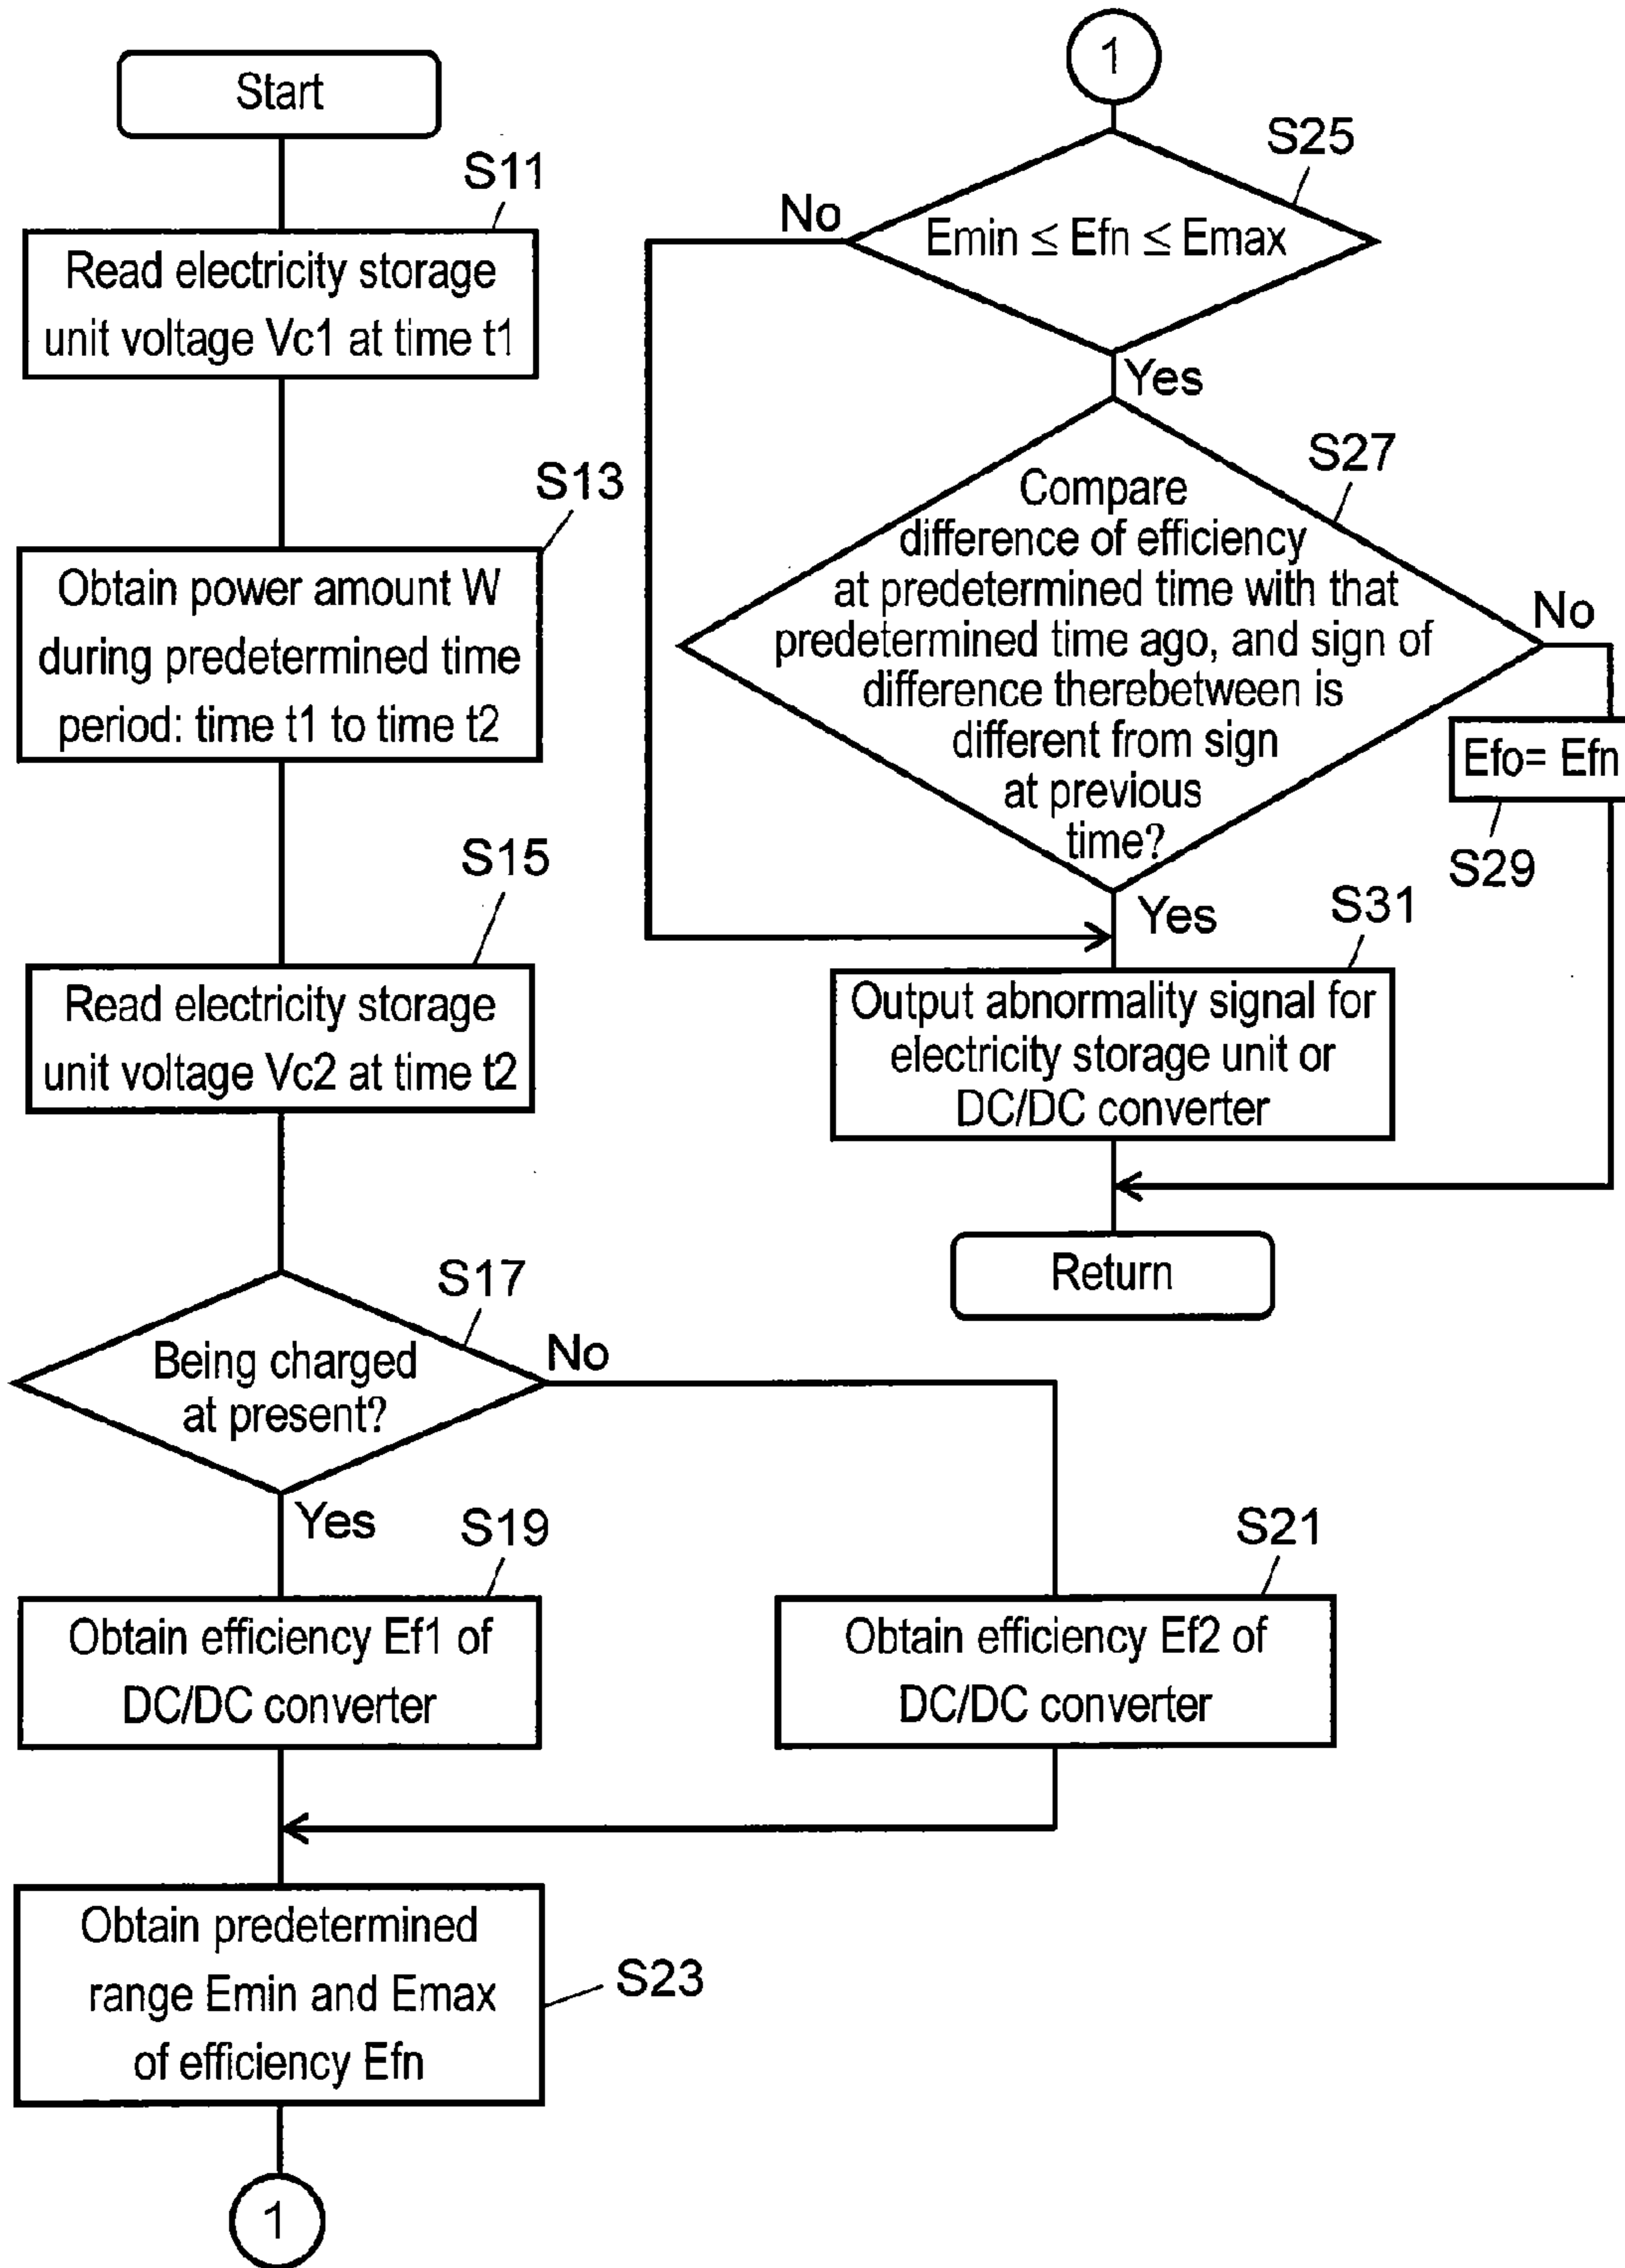 Start
S11
Read electricity storage
unit voltage Vc1 at time t1
S13
Obtain power amount W
during predetermined time
period: time t1 to time t2
S15
Read electricity storage
unit voltage Vc2 at time t2
S17
Being charged
at present?
No
Yes
S19
Obtain efficiency Ef1 of
DC/DC converter
S21
Obtain efficiency Ef2 of
DC/DC converter
Obtain predetermined
range Emin and Emax
of efficiency Efn
S23
1
1
S25
No
Emin ≤ Efn ≤ Emax
Yes
S27
Compare
difference of efficiency
at predetermined time with that
predetermined time ago, and sign of
difference therebetween is
different from sign
at previous
time?
No
Efo= Efn
S29
Yes
S31
Output abnormality signal for
electricity storage unit or
DC/DC converter
Return